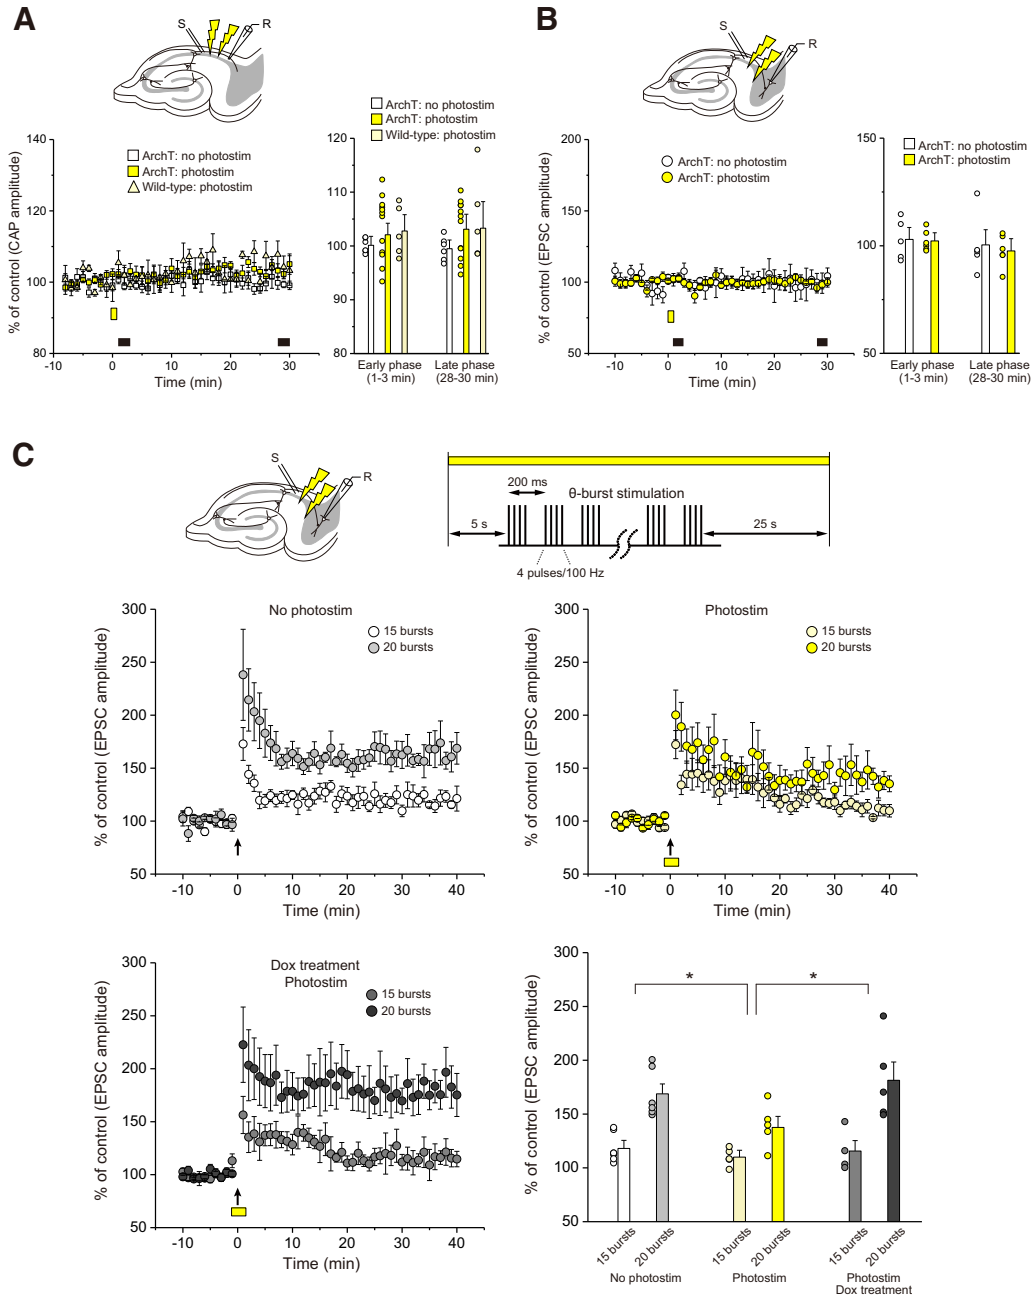 A
S
R
% of control (CAP amplitude)
140
120
100
80
ArchT: no photostim
ArchT: photostim
Wild-type: photostim
-10
0
10
20
30
Time (min)
ArchT: no photostim
ArchT: photostim
Wild-type: photostim
120
110
100
90
80
Early phase
(1-3 min)
Late phase
(28-30 min)
B
S
R
% of control (EPSC amplitude)
200
150
100
50
ArchT: no photostim
ArchT: photostim
-10
0
10
20
30
Time (min)
150
100
50
ArchT: no photostim
ArchT: photostim
Early phase
(1-3 min)
Late phase
(28-30 min)
C
S
R
200 ms
θ-burst stimulation
5 s
25 s
4 pulses/100 Hz
No photostim
15 bursts
20 bursts
% of control (EPSC amplitude)
300
250
200
150
100
50
-10
0
10
20
30
40
Time (min)
Photostim
15 bursts
20 bursts
% of control (EPSC amplitude)
300
250
200
150
100
50
-10
0
10
20
30
40
Time (min)
Dox treatment
Photostim
15 bursts
20 bursts
% of control (EPSC amplitude)
300
250
200
150
100
50
-10
0
10
20
30
40
Time (min)
% of control (EPSC amplitude)
300
250
200
150
100
50
*
*
15 bursts
20 bursts
15 bursts
20 bursts
15 bursts
20 bursts
No photostim
Photostim
Photostim
Dox treatment